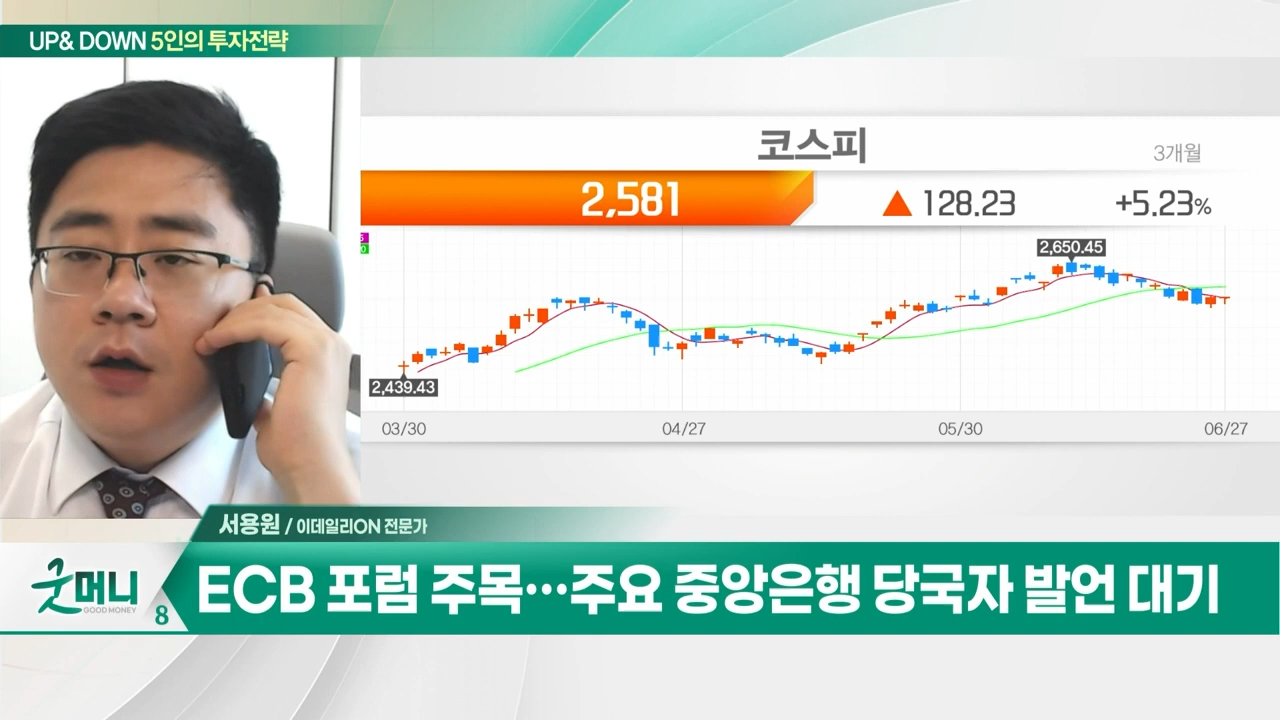 UP& DOWN 5인의 투자전략
코스피
3개월
2,581
▲ 128.23
+5.23%
2,650.45
2,439.43
03/30
04/27
05/30
06/27
서용원 / 이데일리ON 전문가
굿머니
GOOD MONEY
8
ECB 포럼 주목…주요 중앙은행 당국자 발언 대기